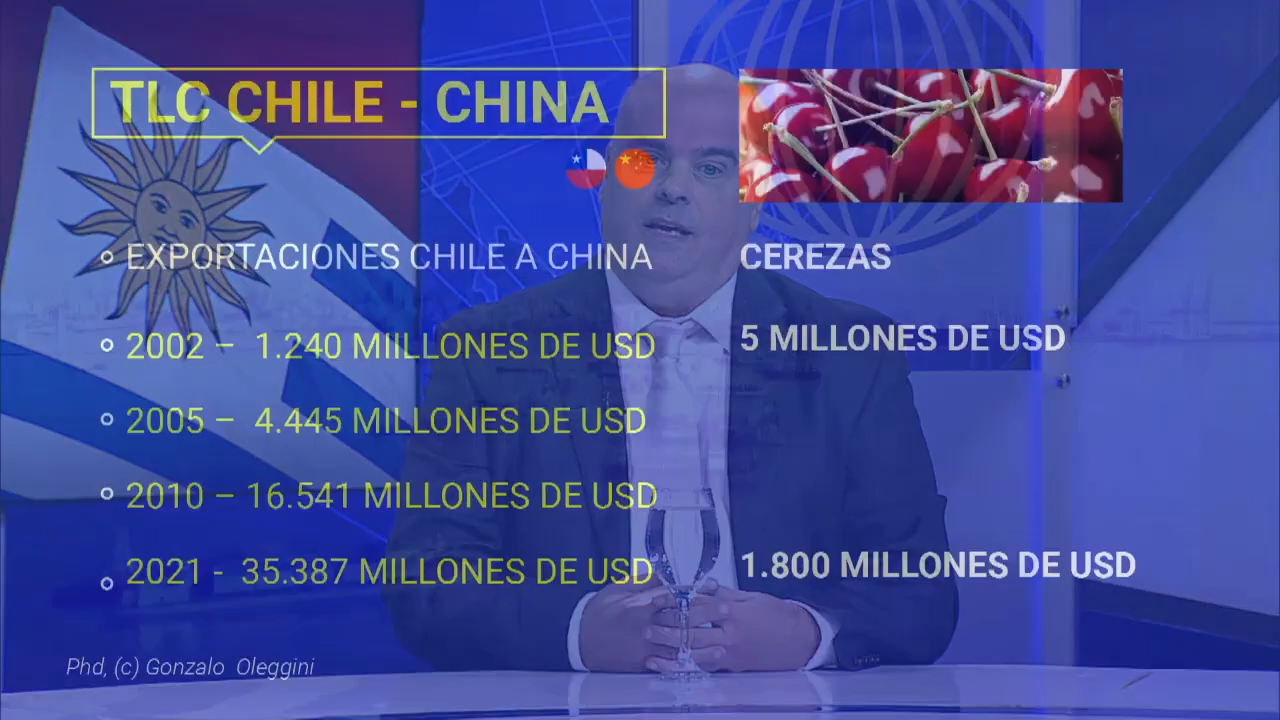 TLC CHILE - CHINA
EXPORTACIONES CHILE A CHINA
CEREZAS
2002 – 1.240 MIILLONES DE USD
5 MILLONES DE USD
2005 – 4.445 MILLONES DE USD
2010 – 16.541 MILLONES DE USD
2021 - 35.387 MILLONES DE USD
1.800 MILLONES DE USD
Phd, (c) Gonzalo Oleggini